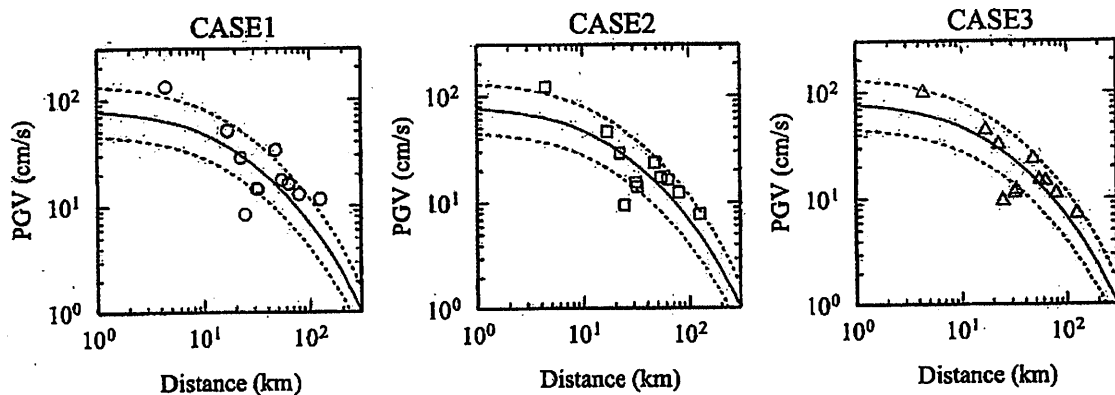 CASE1
CASE2
CASE3
PGV (cm/s)
10²
10¹
10⁰
10⁰
10¹
10²
Distance (km)
PGV (cm/s)
10²
10¹
10⁰
10⁰
10¹
10²
Distance (km)
PGV (cm/s)
10²
10¹
10⁰
10⁰
10¹
10²
Distance (km)